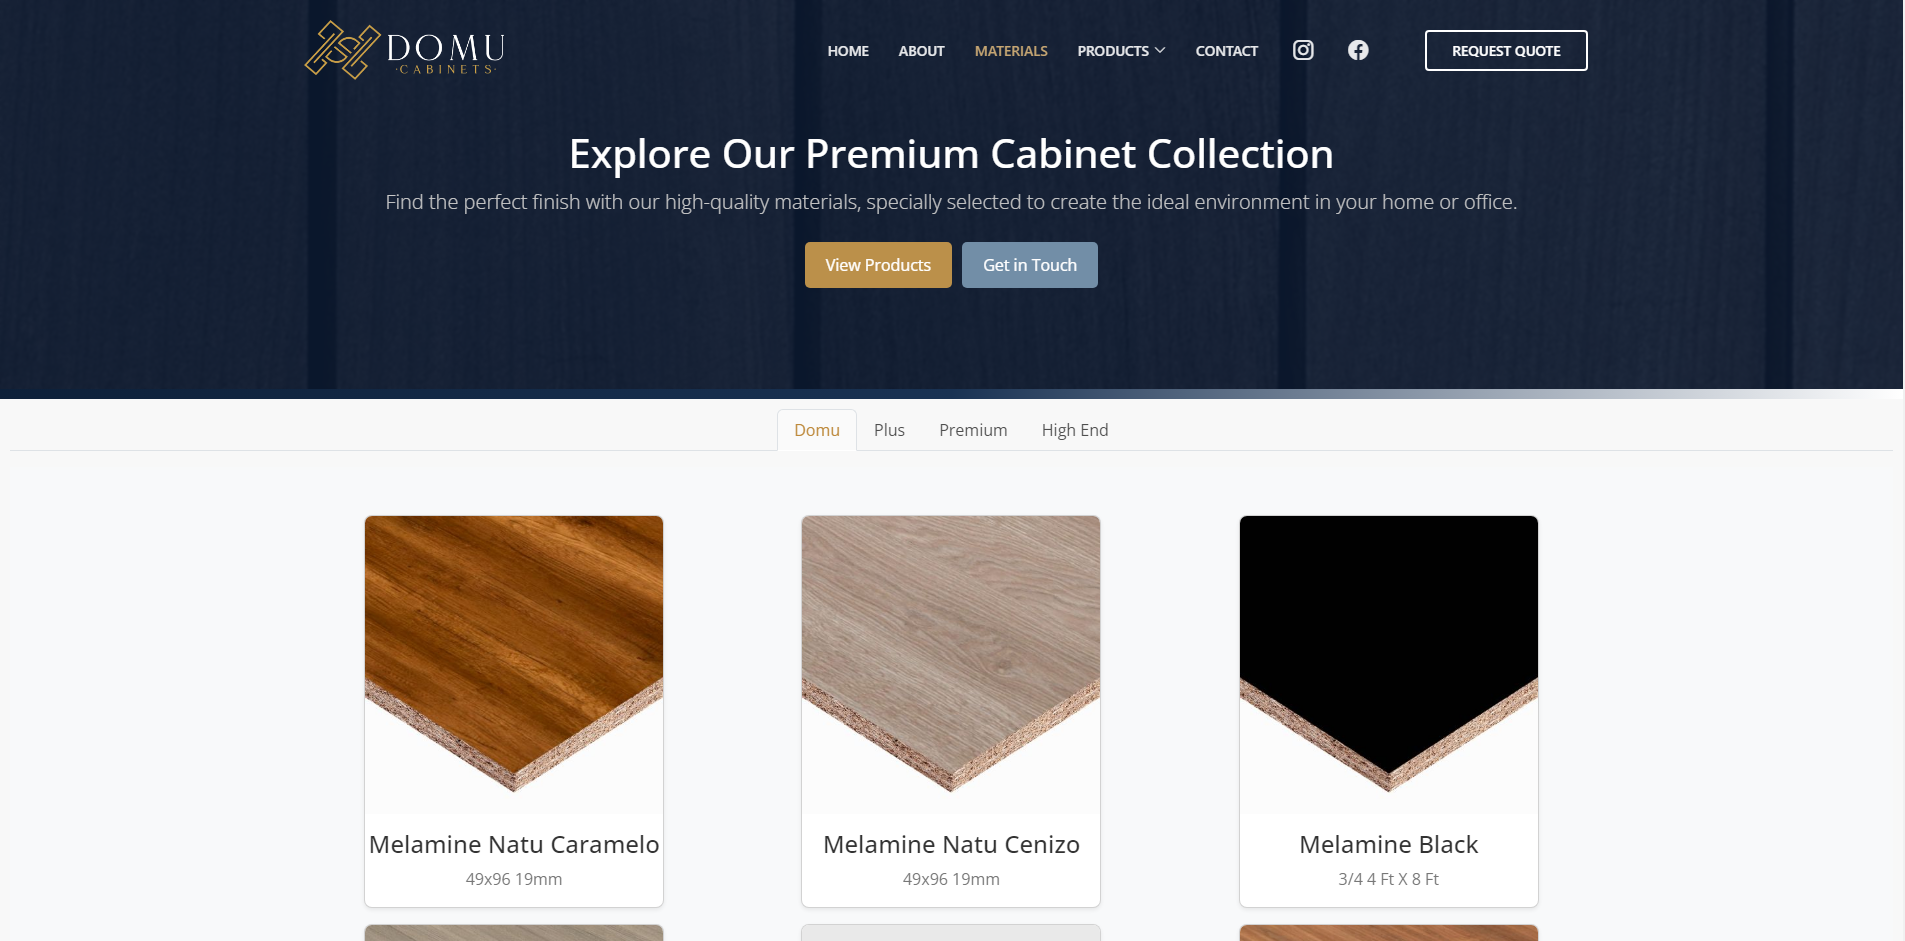 DOMU
·CABINETS·
HOME ABOUT MATERIALS PRODUCTS CONTACT REQUEST QUOTE
Explore Our Premium Cabinet Collection
Find the perfect finish with our high-quality materials, specially selected to create the ideal environment in your home or office.
View Products Get in Touch
Domu Plus Premium High End
Melamine Natu Caramelo
49x96 19mm
Melamine Natu Cenizo
49x96 19mm
Melamine Black
3/4 4 Ft X 8 Ft